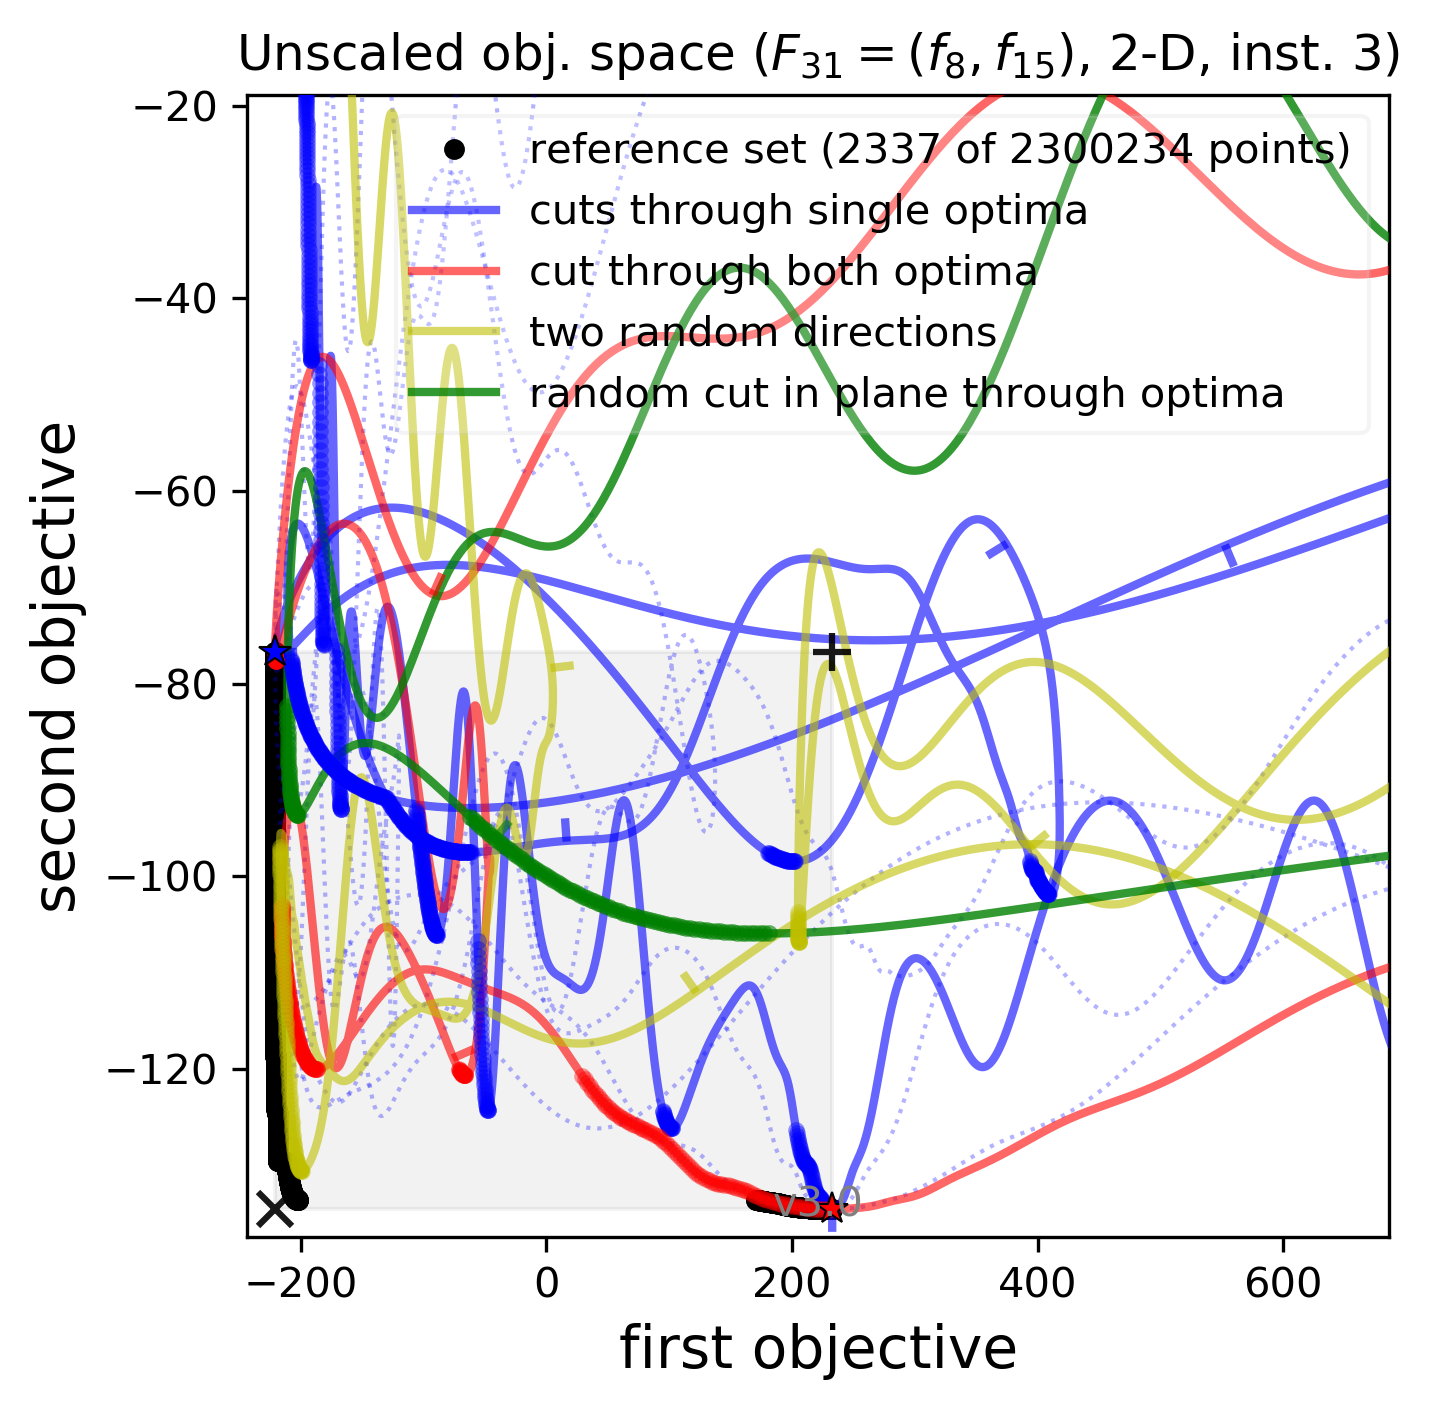 Unscaled obj. space (F₃₁ = (f₈, f₁₅), 2-D, inst. 3)
reference set (2337 of 2300234 points)
cuts through single optima
cut through both optima
two random directions
random cut in plane through optima
second objective
−20
−40
−60
−80
−100
−120
v3.0
−200
0
200
400
600
first objective